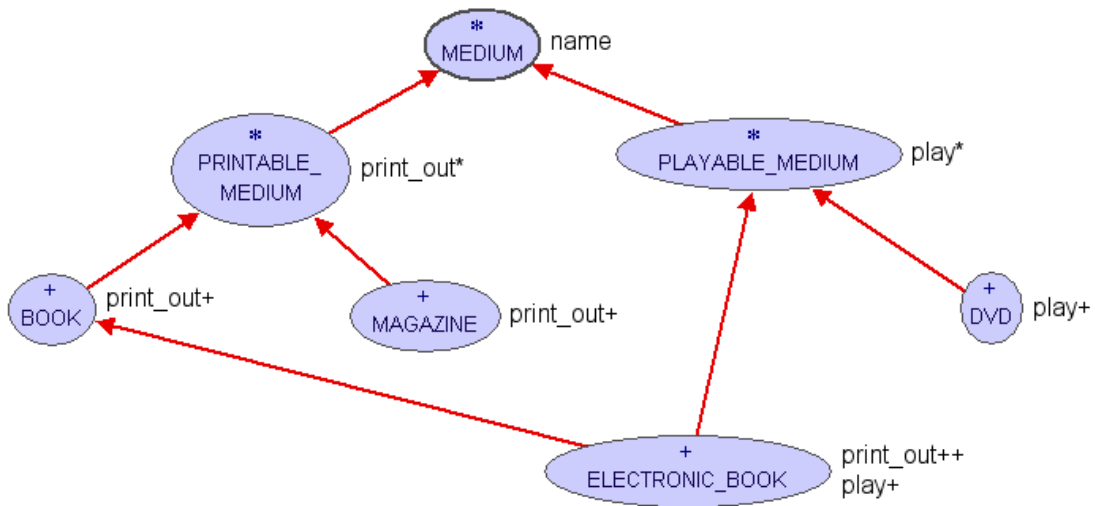 *
MEDIUM
name
*
PRINTABLE_
MEDIUM
print_out*
*
PLAYABLE_MEDIUM
play*
+
BOOK
print_out+
+
MAGAZINE
print_out+
+
DVD
play+
+
ELECTRONIC_BOOK
print_out++
play+